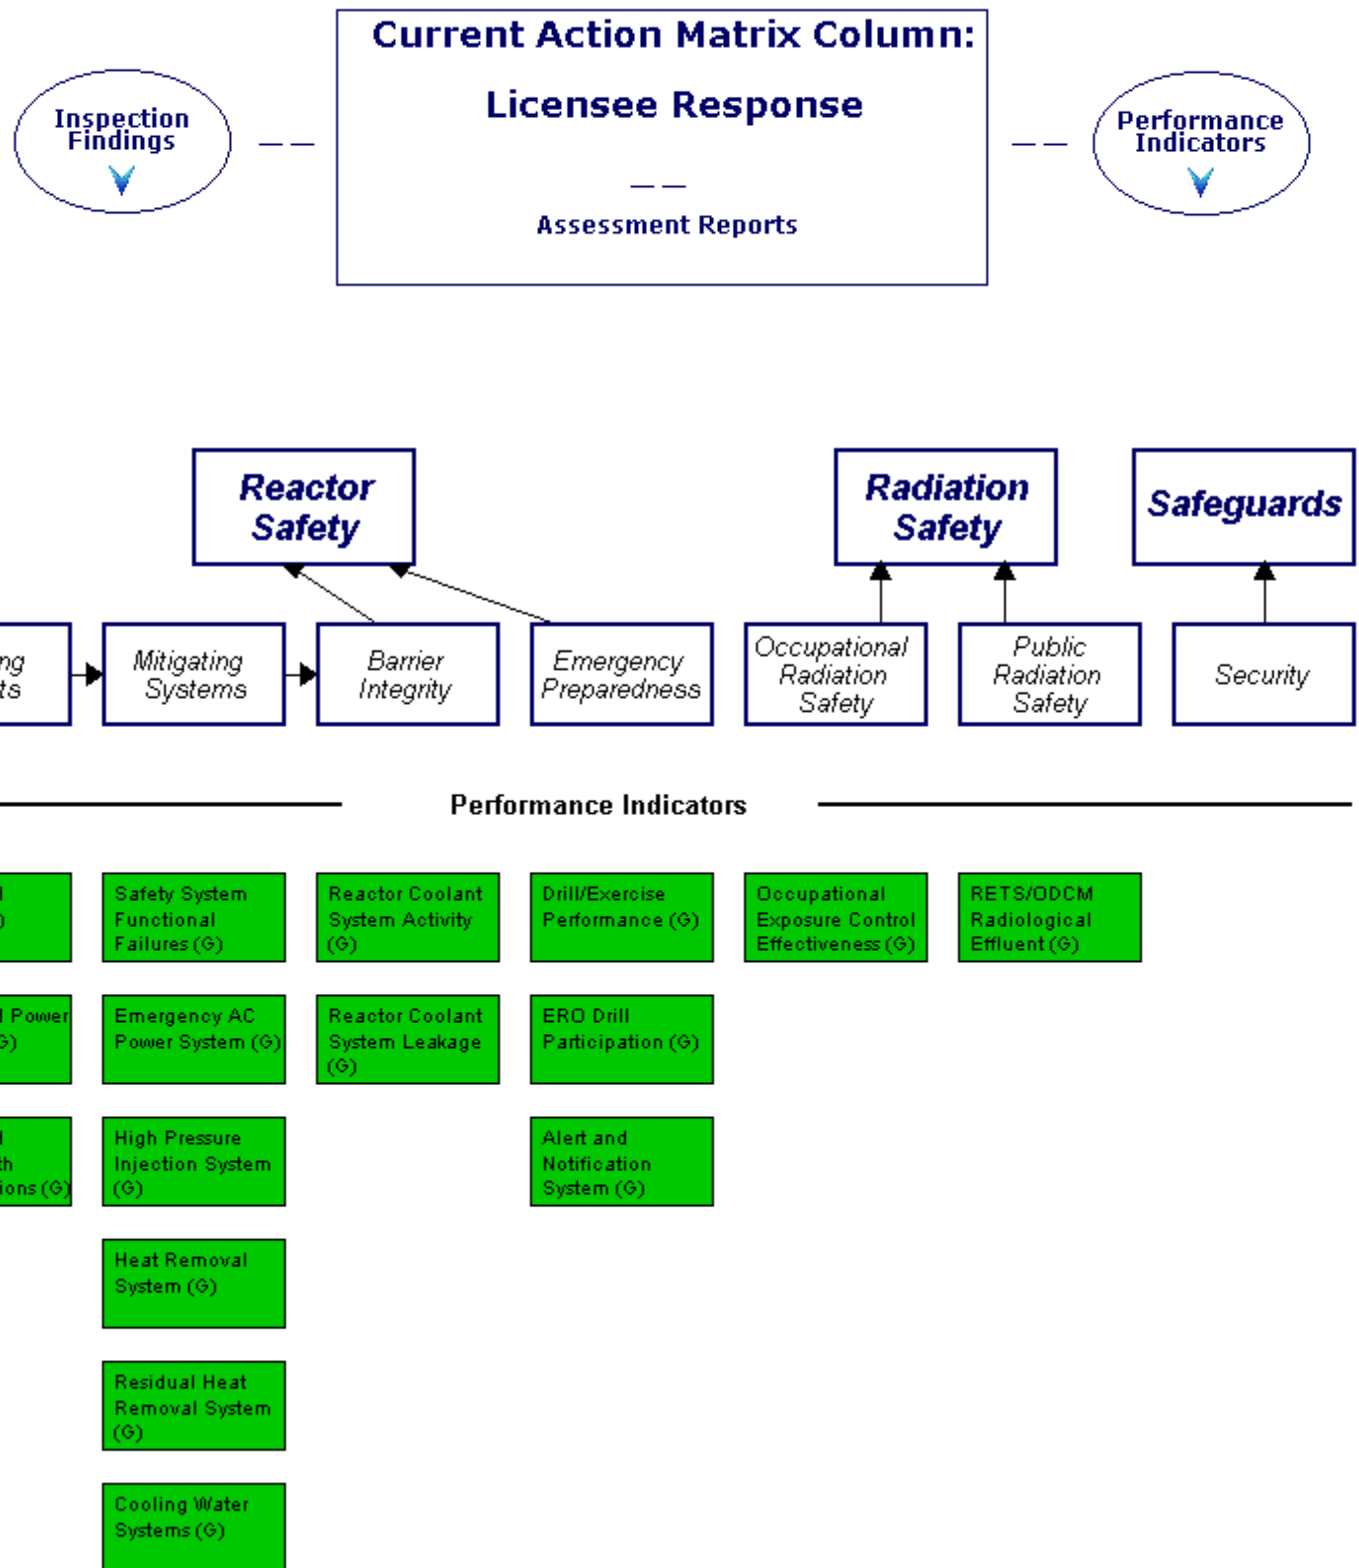 Current Action Matrix Column:
Licensee Response
Assessment Reports
Inspection
Findings
Performance
Indicators
Reactor
Safety
Radiation
Safety
Safeguards
Mitigating
Systems
Barrier
Integrity
Emergency
Preparedness
Occupational
Radiation
Safety
Public
Radiation
Safety
Security
Performance Indicators
Safety System
Functional
Failures (G)
Reactor Coolant
System Activity
(G)
Drill/Exercise
Performance (G)
Occupational
Exposure Control
Effectiveness (G)
RETS/ODCM
Radiological
Effluent (G)
Power
Emergency AC
Power System (G)
Reactor Coolant
System Leakage
(G)
ERO Drill
Participation (G)
High Pressure
Injection System
(G)
Alert and
Notification
System (G)
Heat Removal
System (G)
Residual Heat
Removal System
(G)
Cooling Water
Systems (G)